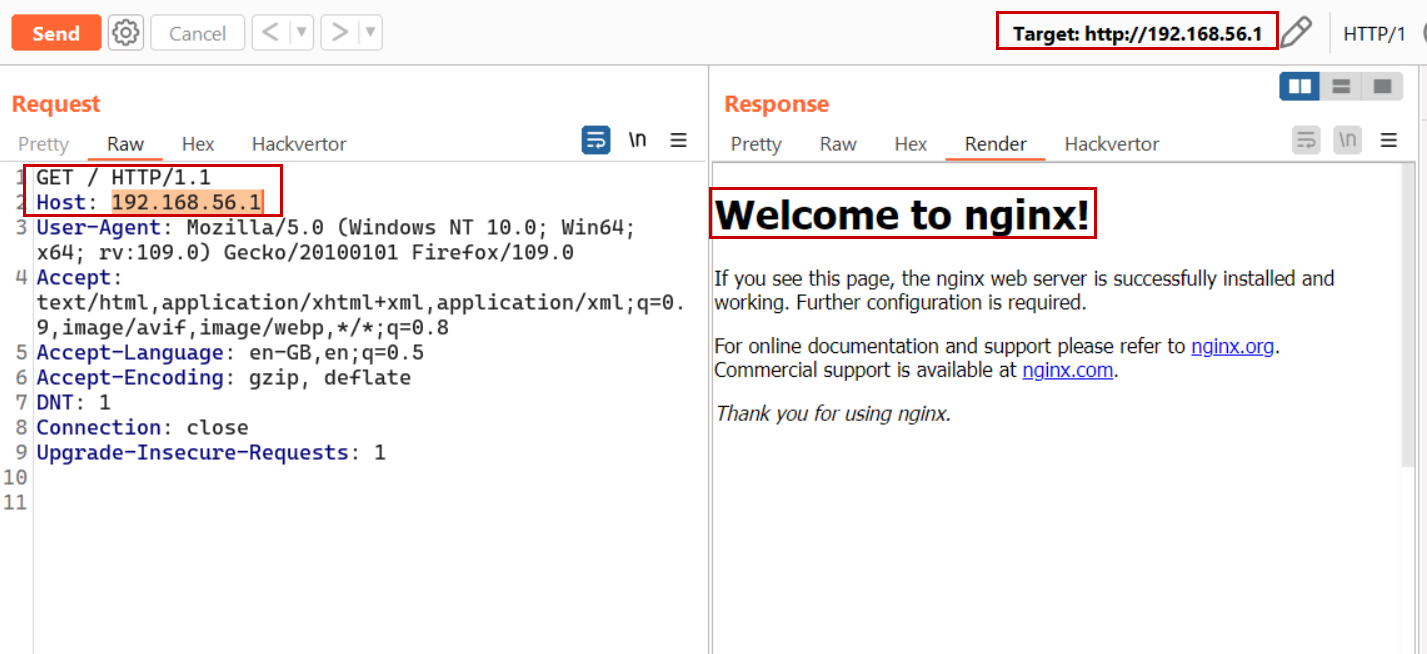 Send Cancel < ▼ > ▼ Target: http://192.168.56.1 HTTP/1
Request
Pretty Raw Hex Hackvertor \n
1 GET / HTTP/1.1
2 Host: 192.168.56.1
3 User-Agent: Mozilla/5.0 (Windows NT 10.0; Win64;
x64; rv:109.0) Gecko/20100101 Firefox/109.0
4 Accept:
text/html,application/xhtml+xml,application/xml;q=0.
9,image/avif,image/webp,*/*;q=0.8
5 Accept-Language: en-GB,en;q=0.5
6 Accept-Encoding: gzip, deflate
7 DNT: 1
8 Connection: close
9 Upgrade-Insecure-Requests: 1
10
11
Response
Pretty Raw Hex Render Hackvertor \n
Welcome to nginx!
If you see this page, the nginx web server is successfully installed and
working. Further configuration is required.
For online documentation and support please refer to nginx.org.
Commercial support is available at nginx.com.
Thank you for using nginx.